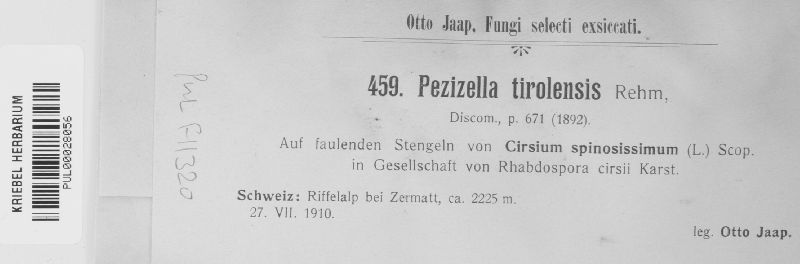 Otto Jaap, Fungi selecti exsiccati.
459. Pezizella tirolensis Rehm,
Discom., p. 671 (1892).
Auf faulenden Stengeln von Cirsium spinosissimum (L.) Scop.
in Gesellschaft von Rhabdospora cirsii Karst.
Schweiz: Riffelalp bei Zermatt, ca. 2225 m.
27. VII. 1910.
leg. Otto Jaap.
KRIEBEL HERBARIUM
PUL00028056
PUL F11320